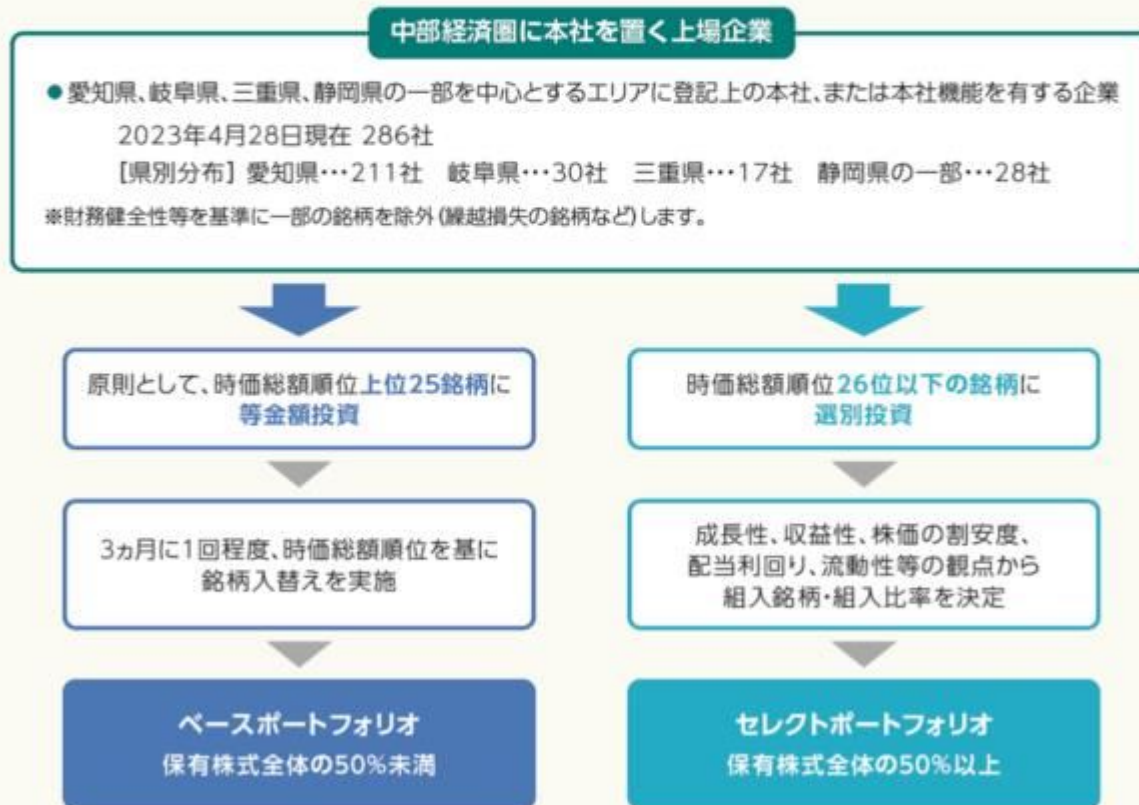 中部経済圏に本社を置く上場企業
●愛知県、岐阜県、三重県、静岡県の一部を中心とするエリアに登記上の本社、または本社機能を有する企業
2023年4月28日現在 286社
[県別分布] 愛知県･･･211社 岐阜県･･･30社 三重県･･･17社 静岡県の一部･･･28社
※財務健全性等を基準に一部の銘柄を除外(繰越損失の銘柄など)します。
原則として、時価総額順位上位25銘柄に
等金額投資
3ヵ月に1回程度、時価総額順位を基に
銘柄入替えを実施
ベースポートフォリオ
保有株式全体の50%未満
時価総額順位26位以下の銘柄に
選別投資
成長性、収益性、株価の割安度、
配当利回り、流動性等の観点から
組入銘柄･組入比率を決定
セレクトポートフォリオ
保有株式全体の50%以上